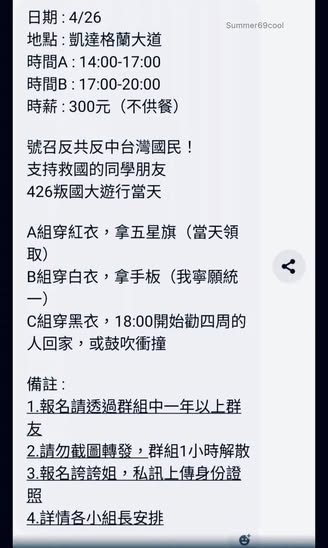 Summer69cool
日期 : 4/26
地點 : 凱達格蘭大道
時間A : 14:00-17:00
時間B : 17:00-20:00
時薪 : 300元（不供餐）
號召反共反中台灣國民！
支持救國的同學朋友
426叛國大遊行當天
A組穿紅衣，拿五星旗（當天領
取）
B組穿白衣，拿手板（我寧願統
一）
C組穿黑衣，18:00開始勸四周的
人回家，或鼓吹衝撞
備註 :
1.報名請透過群組中一年以上群
友
2.請勿截圖轉發，群組1小時解散
3.報名誇誇姐，私訊上傳身份證
照
4.詳情各小組長安排